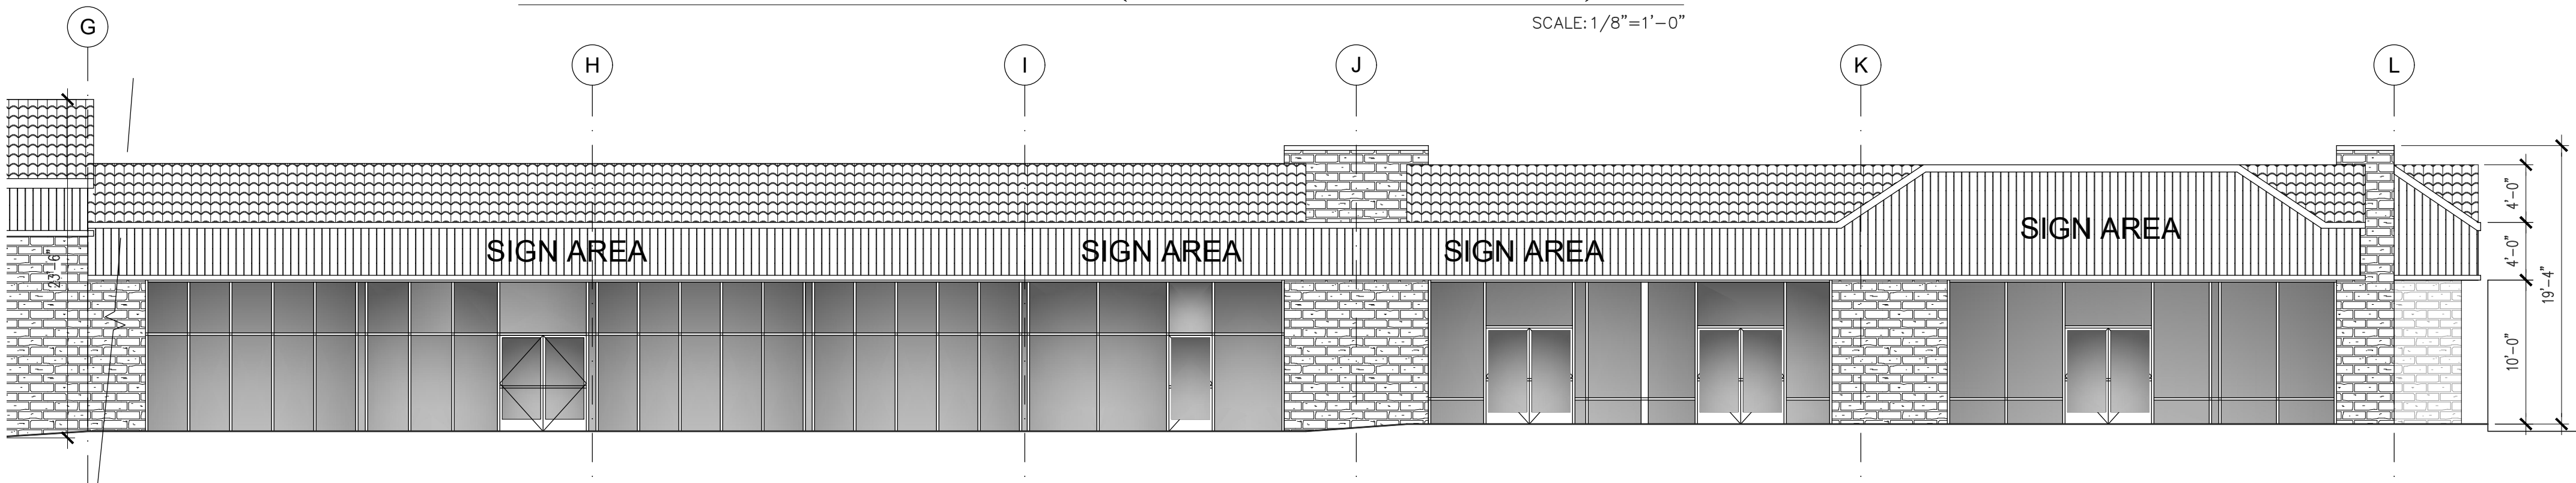 SCALE: 1/8"=1'-0"
G
H
I
J
K
L
SIGN AREA
SIGN AREA
SIGN AREA
SIGN AREA
23'-6"
4'-0"
4'-0"
10'-0"
19'-4"